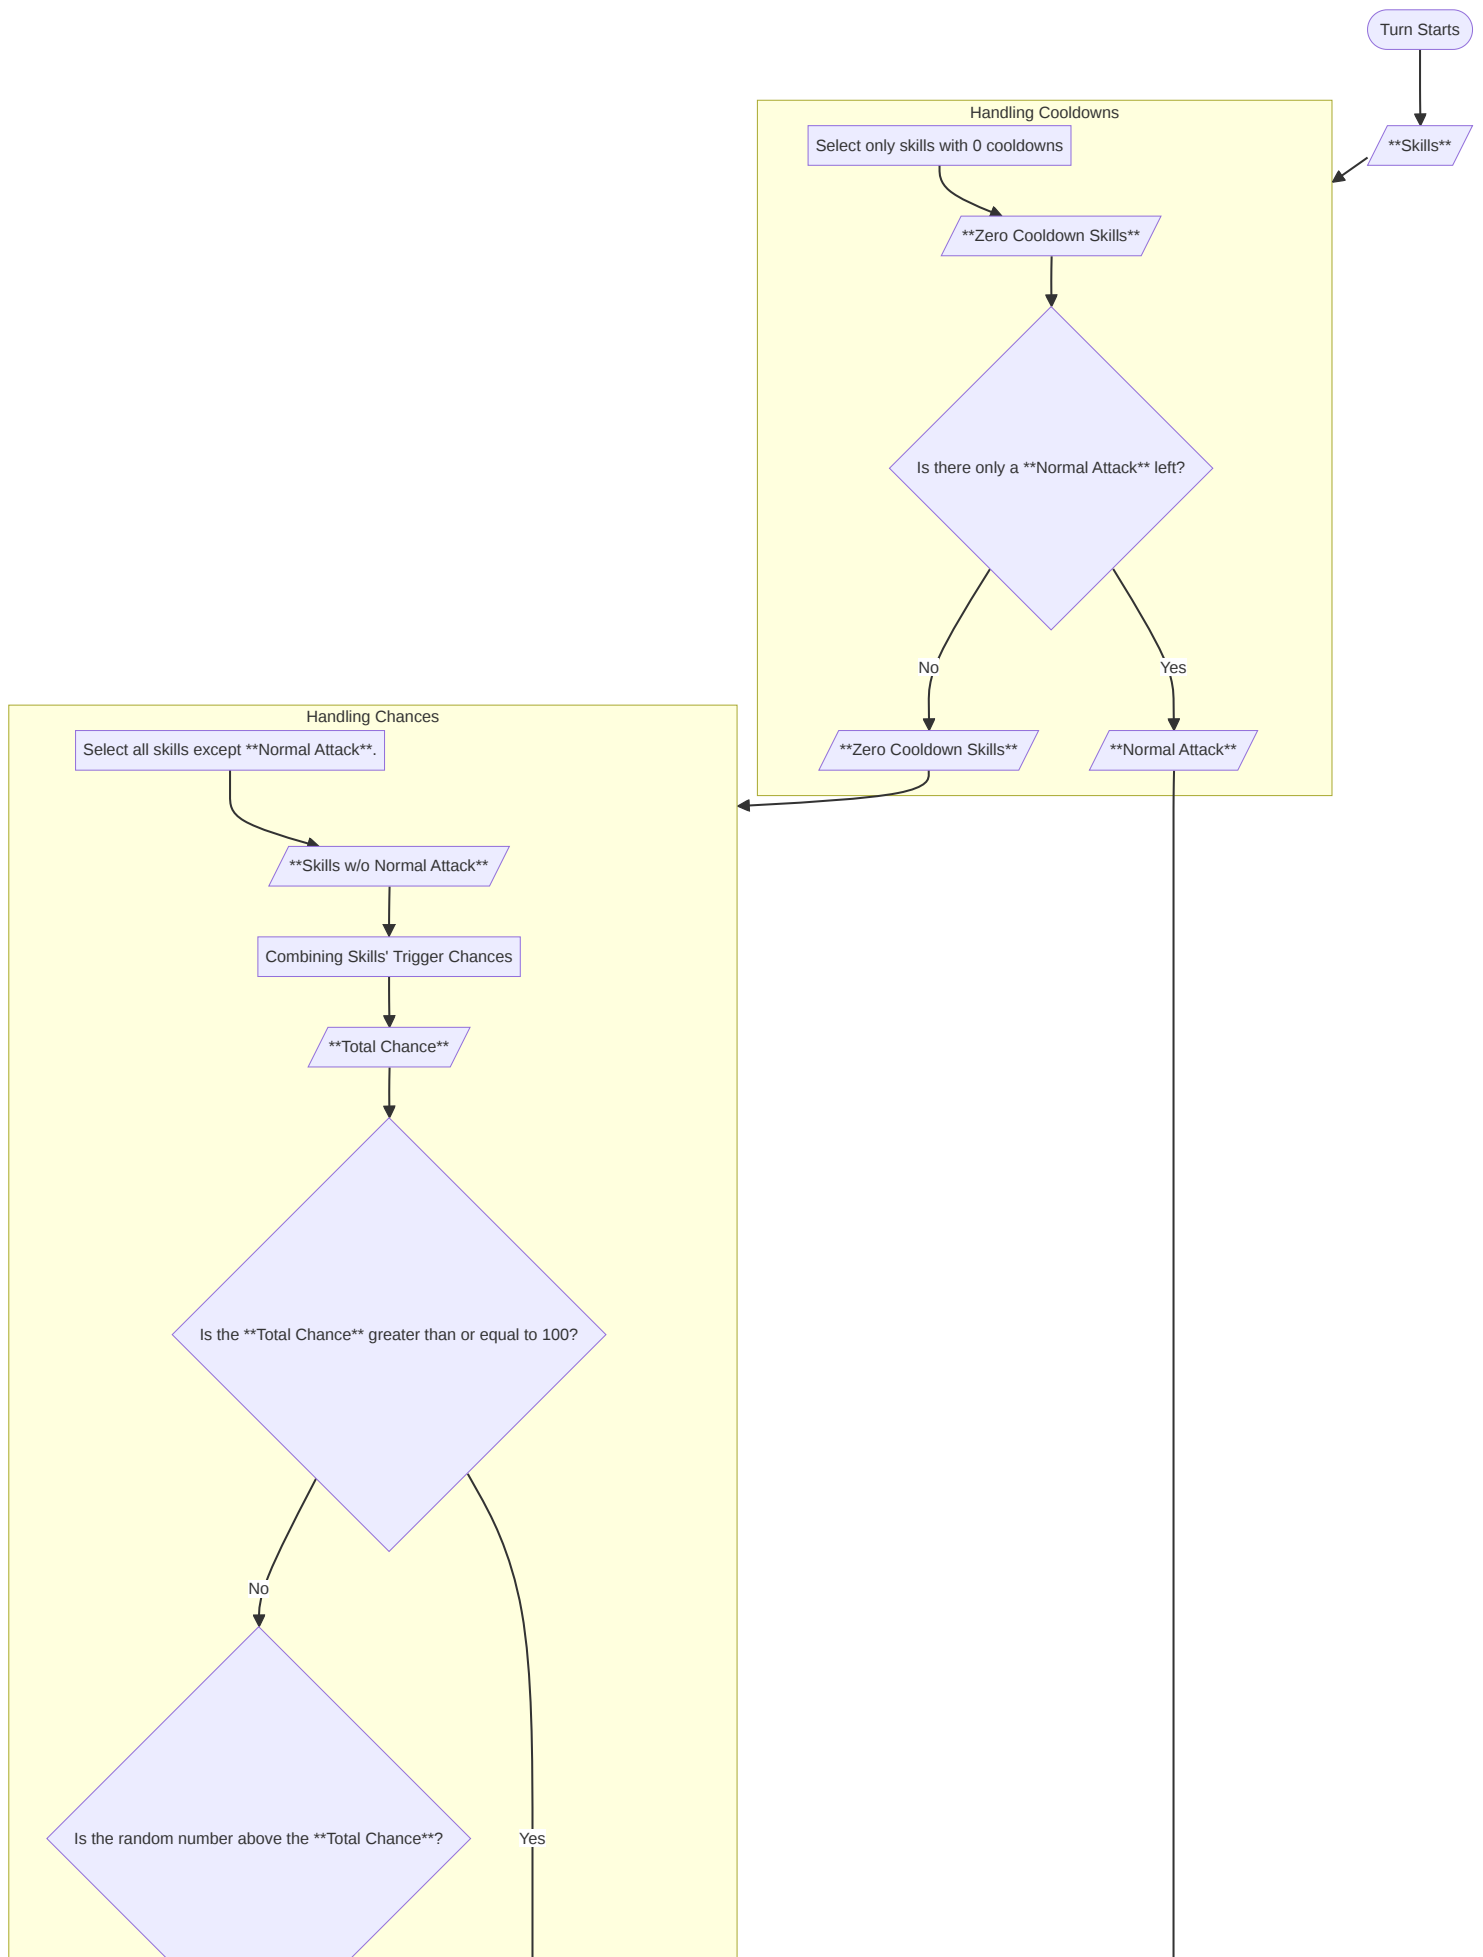 Turn Starts
**Skills**
Handling Cooldowns
Select only skills with 0 cooldowns
**Zero Cooldown Skills**
Is there only a **Normal Attack** left?
No
Yes
**Zero Cooldown Skills**
**Normal Attack**
Handling Chances
Select all skills except **Normal Attack**.
**Skills w/o Normal Attack**
Combining Skills' Trigger Chances
**Total Chance**
Is the **Total Chance** greater than or equal to 100?
No
Is the random number above the **Total Chance**?
Yes